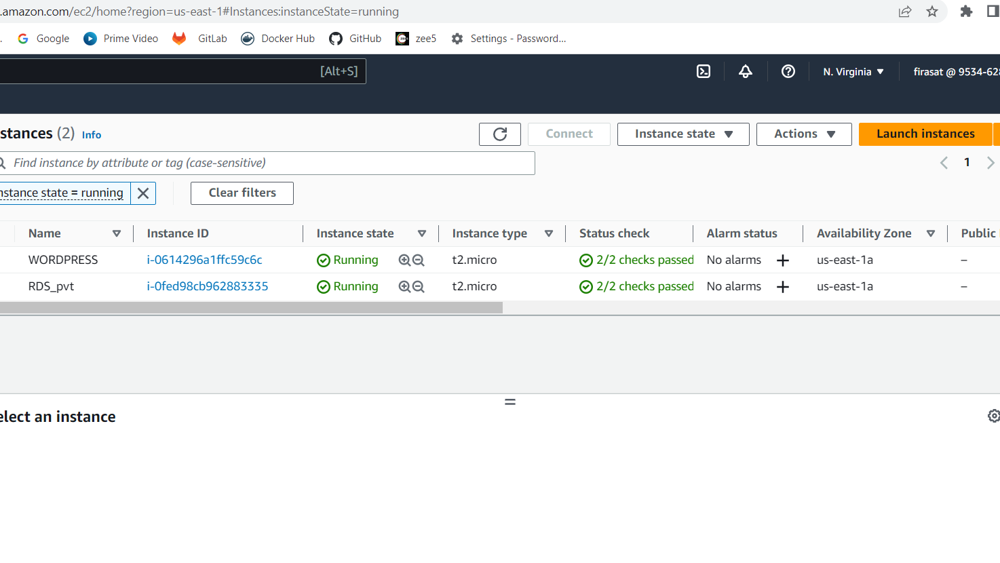 .amazon.com/ec2/home?region=us-east-1#Instances:instanceState=running
. Google Prime Video GitLab Docker Hub GitHub zee5 Settings - Password...
[Alt+S] N. Virginia firasat @ 9534-628
stances (2) Info Connect Instance state Actions Launch instances
Find instance by attribute or tag (case-sensitive) 1
nstance state = running Clear filters
Name Instance ID Instance state Instance type Status check Alarm status Availability Zone Public
WORDPRESS i-0614296a1ffc59c6c Running t2.micro 2/2 checks passed No alarms + us-east-1a –
RDS_pvt i-0fed98cb962883335 Running t2.micro 2/2 checks passed No alarms + us-east-1a –
elect an instance